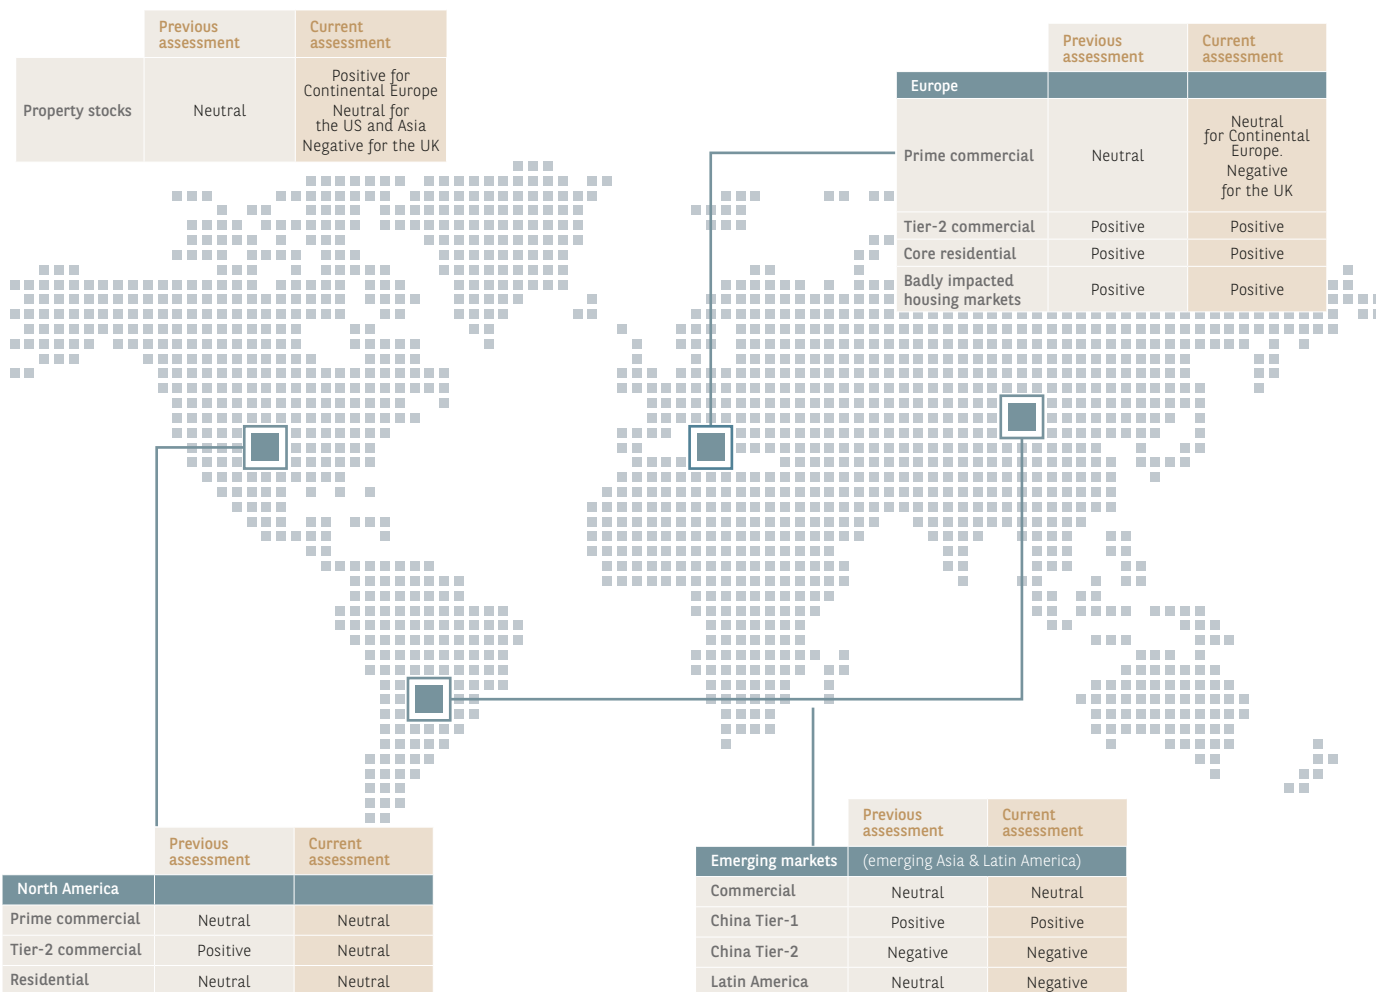 Previous assessment
Current assessment
Property stocks
Neutral
Positive for
Continental Europe
Neutral for
the US and Asia
Negative for the UK
Previous assessment
Current assessment
Europe
Prime commercial
Neutral
Neutral
for Continental
Europe.
Negative
for the UK
Tier-2 commercial Positive Positive
Core residential Positive Positive
Badly impacted
housing markets
Positive Positive
Previous assessment
Current assessment
North America
Prime commercial Neutral Neutral
Tier-2 commercial Positive Neutral
Residential Neutral Neutral
Previous assessment
Current assessment
Emerging markets (emerging Asia & Latin America)
Commercial Neutral Neutral
China Tier-1 Positive Positive
China Tier-2 Negative Negative
Latin America Neutral Negative